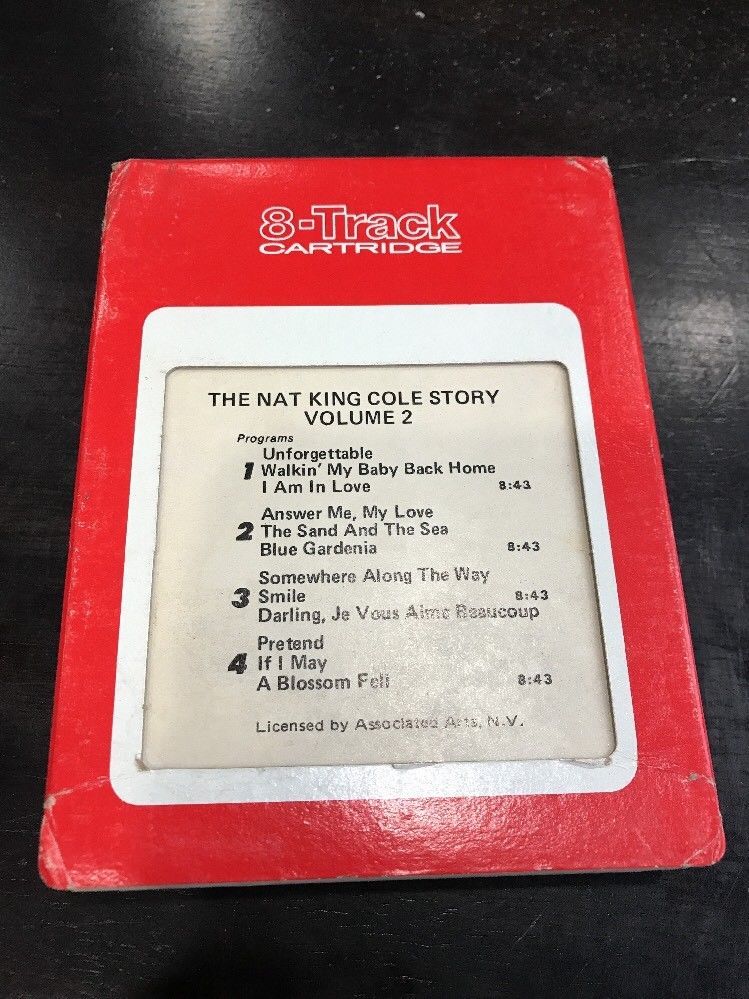 8-Track
CARTRIDGE
THE NAT KING COLE STORY
VOLUME 2
Programs
Unforgettable
1 Walkin' My Baby Back Home
I Am In Love 8:43
Answer Me, My Love
2 The Sand And The Sea
Blue Gardenia 8:43
Somewhere Along The Way
3 Smile 8:43
Darling, Je Vous Aime Beaucoup
Pretend
4 If I May
A Blossom Fell 8:43
Licensed by Associated Arts, N.V.